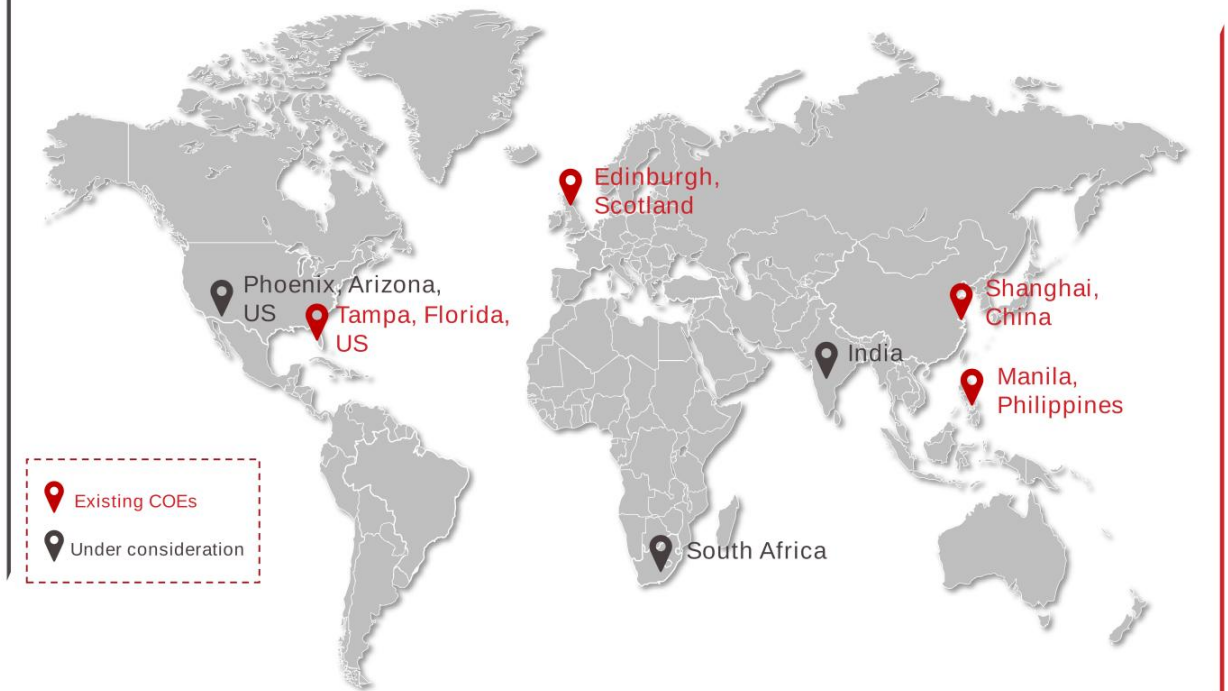 Edinburgh,
Scotland
Phoenix, Arizona,
US
Tampa, Florida,
US
Shanghai,
China
India
Manila,
Philippines
South Africa
Existing COEs
Under consideration